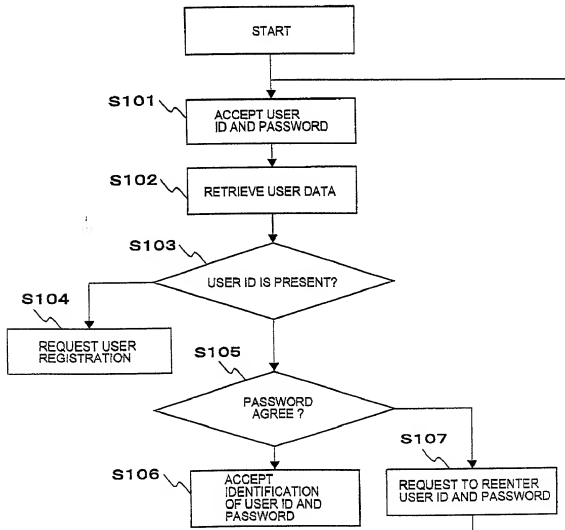 START
S101
ACCEPT USER
ID AND PASSWORD
S102
RETRIEVE USER DATA
S103
USER ID IS PRESENT?
S104
REQUEST USER
REGISTRATION
S105
PASSWORD
AGREE ?
S106
ACCEPT
IDENTIFICATION
OF USER ID AND
PASSWORD
S107
REQUEST TO REENTER
USER ID AND PASSWORD